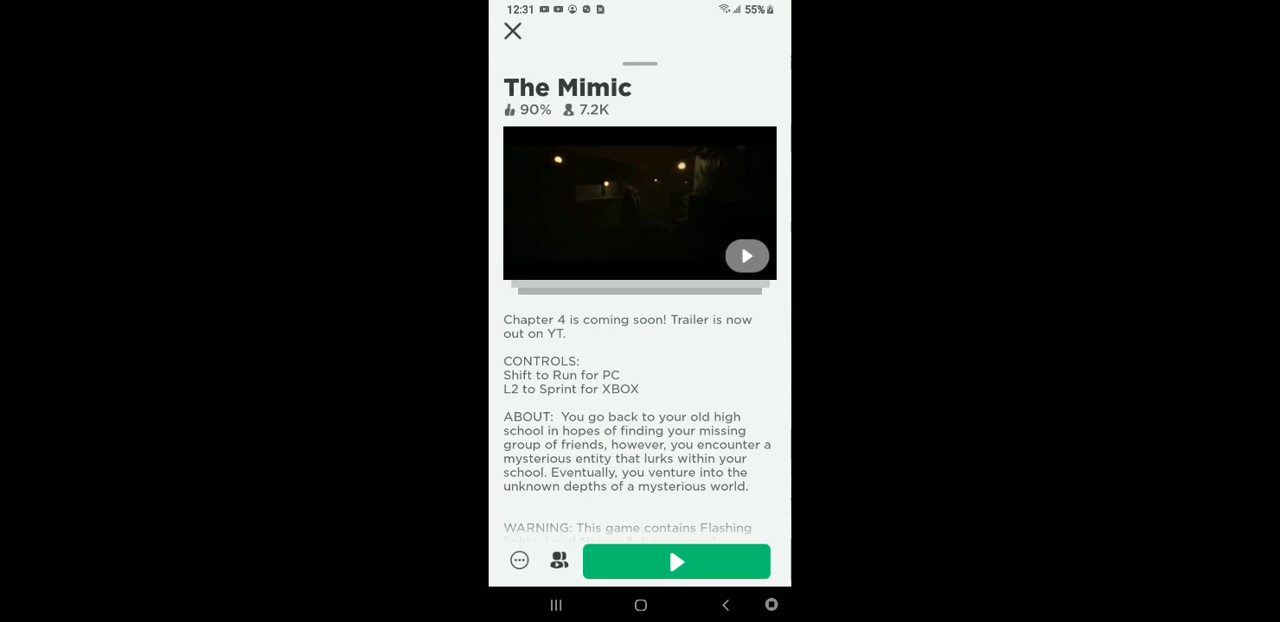 12:31 55%
The Mimic
90% 7.2K
Chapter 4 is coming soon! Trailer is now
out on YT.
CONTROLS:
Shift to Run for PC
L2 to Sprint for XBOX
ABOUT:  You go back to your old high
school in hopes of finding your missing
group of friends, however, you encounter a
mysterious entity that lurks within your
school. Eventually, you venture into the
unknown depths of a mysterious world.
WARNING: This game contains Flashing